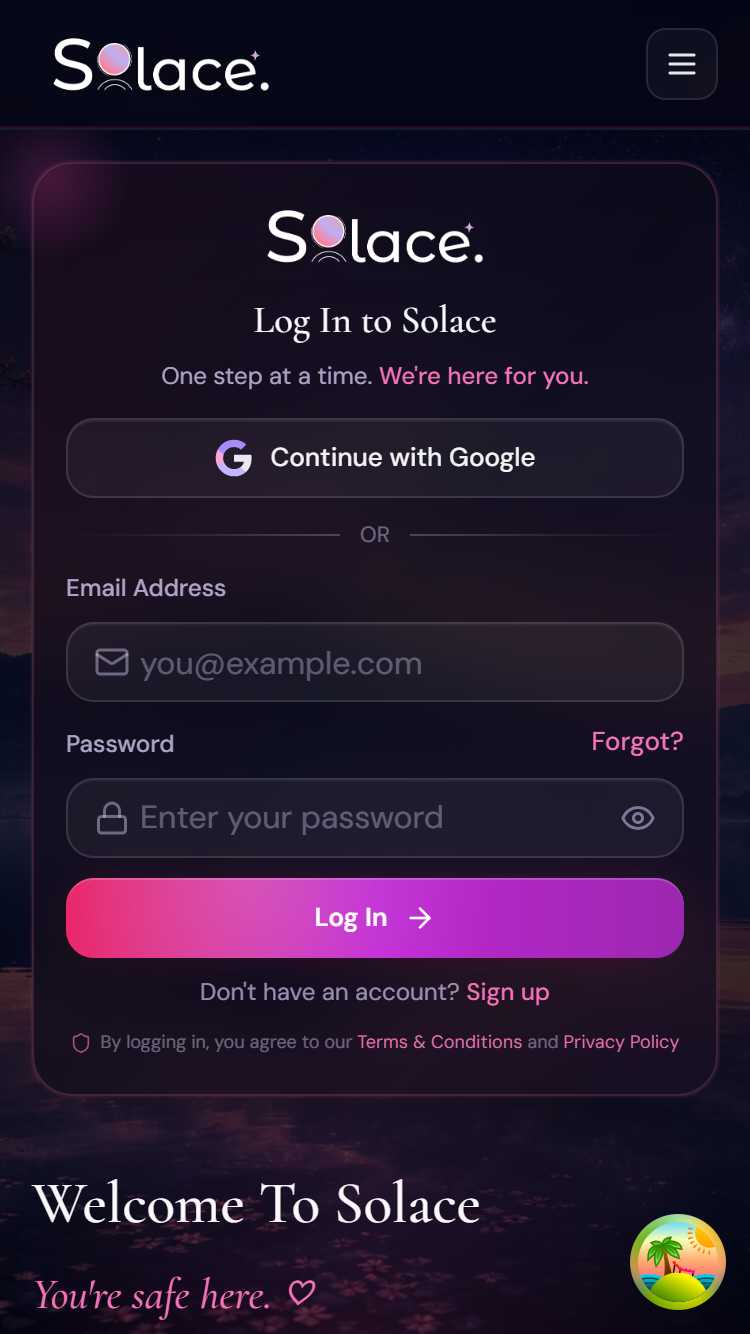 Solace.
Solace.
Log In to Solace
One step at a time. We're here for you.
Continue with Google
OR
Email Address
you@example.com
Password
Forgot?
Enter your password
Log In
Don't have an account? Sign up
By logging in, you agree to our Terms & Conditions and Privacy Policy
Welcome To Solace
You're safe here.